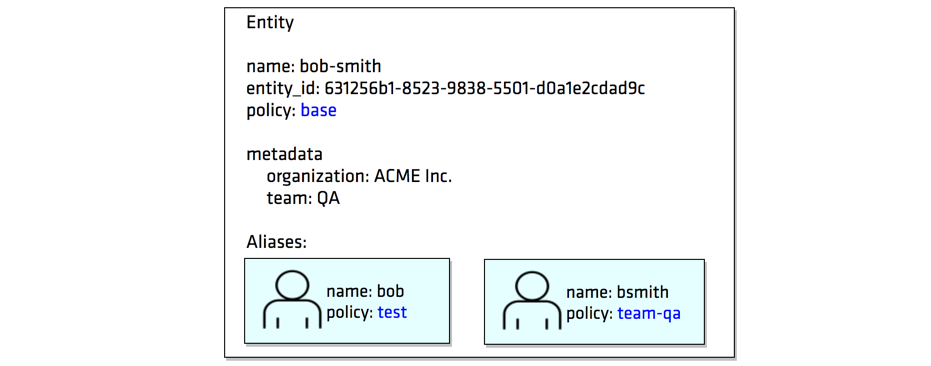 Entity
name: bob-smith
entity_id: 631256b1-8523-9838-5501-d0a1e2cdad9c
policy: base
metadata
organization: ACME Inc.
team: QA
Aliases:
name: bob
policy: test
name: bsmith
policy: team-qa